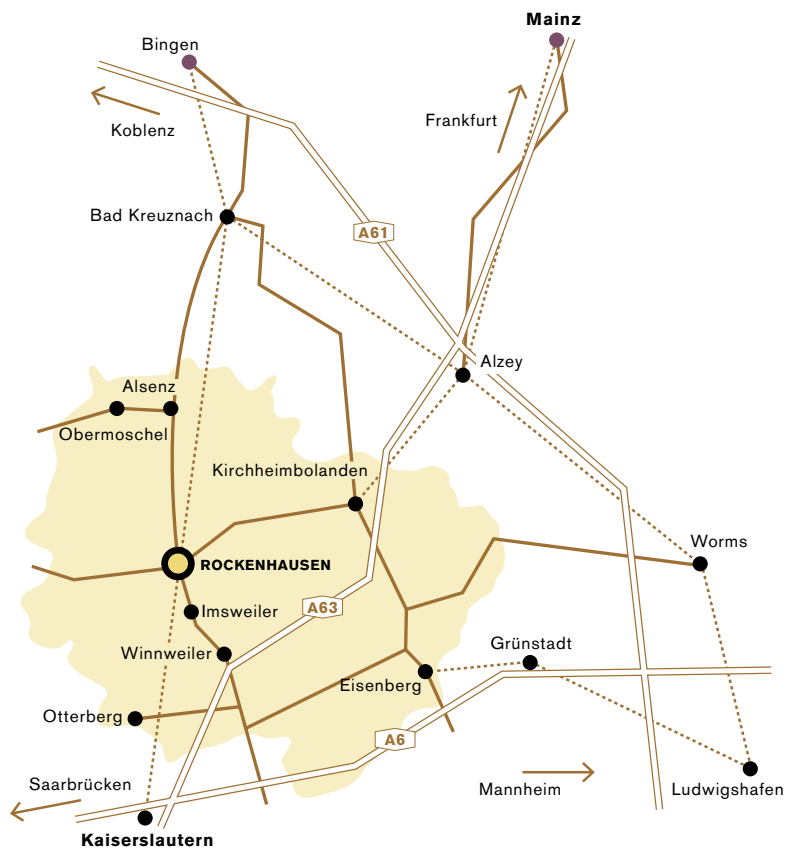 Mainz
Bingen
Frankfurt
Koblenz
Bad Kreuznach
A61
Alzey
Alsenz
Obermoschel
Kirchheimbolanden
Worms
ROCKENHAUSEN
A63
Imsweiler
Grünstadt
Winnweiler
Eisenberg
Otterberg
A6
Saarbrücken
Mannheim
Ludwigshafen
Kaiserslautern